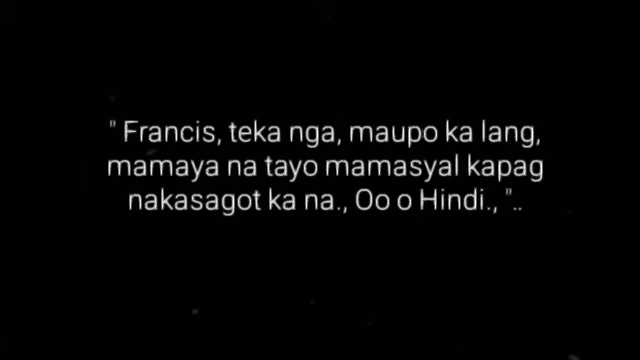 " Francis, teka nga, maupo ka lang,
mamaya na tayo mamasyal kapag
nakasagot ka na., Oo o Hindi., "..